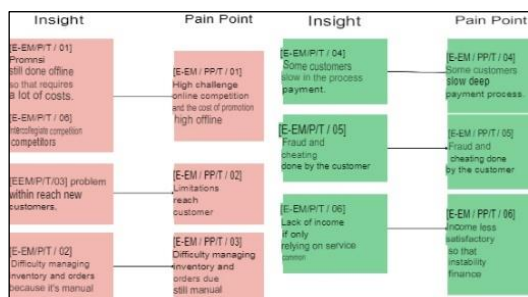 Insight
Pain Point
Insight
Pain Point
[E-EM/P/T / 01]
Promnsi
still done offline
so that requires
a lot of costs.
[E-EM/P/T / 06]
Intercollegiate competition
competitors
[E-EM / PP/T / 01]
High challenge
online competition
and the cost of promotion
high offline
[EEM/P/T/03] problem
within reach new
customers.
[E-EM / PP/T / 02]
Limitations
reach
customer
[E-EM/P/T / 02]
Difficulty managing
inventory and orders
because it's manual
[E-EM / PP/T / 03]
Difficulty managing
inventory and
orders due
still manual
[E-EM/P/T / 04]
Some customers
slow in the process
payment.
[E-EM / PP/T / 04]
Some customers
slow deep
payment process.
[E-EM/P/T / 05]
Fraud and
cheating
done by the customer
[E-EM / PP/T / 05]
Fraud and
cheating done
by the customer
[E-EM/P/T / 06]
Lack of income
if only
relying on service
common
[E-EM / PP/T / 06]
Income less
satisfactory
so that
instability
finance